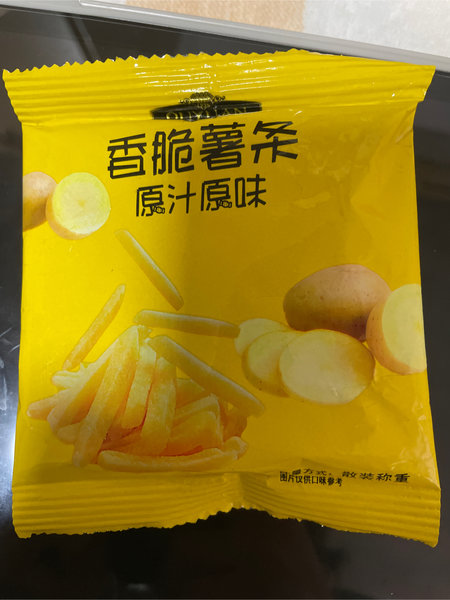 香脆薯条
原汁原味
方式：散装称重
图片仅供口味参考